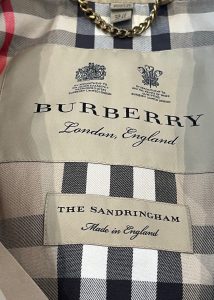 BURBERRY
London, England
THE SANDRINGHAM
Made in England